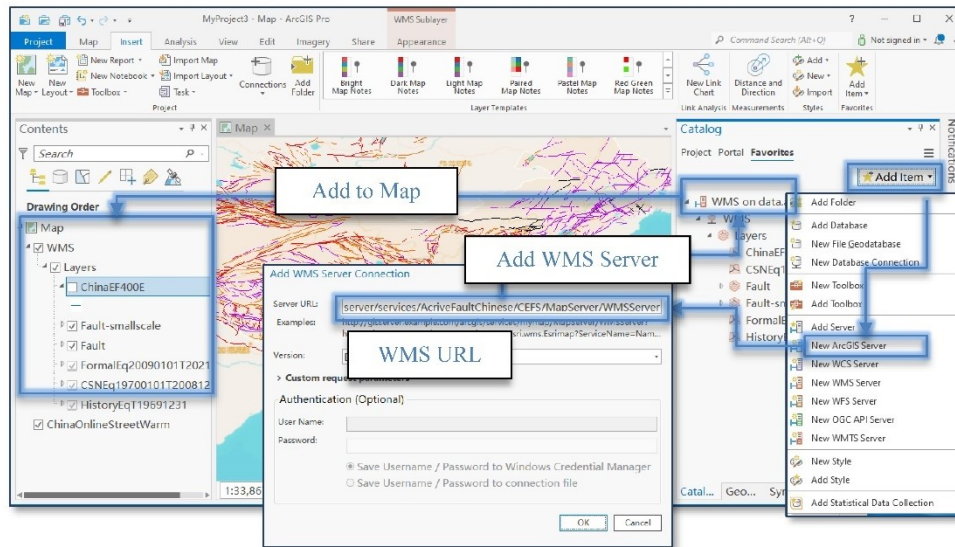 MyProject3 - Map - ArcGIS Pro
WMS Sublayer
?
Project Map Insert Analysis View Edit Imagery Share Appearance
Command Search (Alt+Q)
Not signed in
New Map
New Layout
New Report
New Notebook
Toolbox
Import Map
Import Layout
Task
Connections
Add Folder
Project
Bright Map Notes
Dark Map Notes
Light Map Notes
Paired Map Notes
Pastel Map Notes
Map Green Map Notes
Layer Templates
New Link Chart
Link Analysis
Distance and Direction
Measurements
Add
New
Import
Styles
Add Item
Favorites
Contents
Search
Drawing Order
Map
WMS
Layers
ChinaEF400E
Fault-smallscale
Fault
FormalEq20090101T2021
CSNEq19700101T200812
HistoryEqT19691231
ChinaOnlineStreetWarm
Map
1:33,86
Add to Map
Add WMS Server
WMS URL
Add WMS Server Connection
Server URL:
server/services/AcriveFaultChinese/CEFS/MapServer/WMSServer
Examples:
Version:
Custom request parameters
Authentication (Optional)
User Name:
Password:
Save Username / Password to Windows Credential Manager
Save Username / Password to connection file
OK Cancel
Catalog
Project Portal Favorites
Add Item
WMS on data.
WMS
Layers
ChinaEF
CSNEq1
Fault
Fault-sn
FormalE
History
Catal... Geo... Syr
Notifications
Add Folder
Add Database
New File Geodatabase
New Database Connection
New Toolbox
Add Toolbox
Add Server
New ArcGIS Server
New WCS Server
New WMS Server
New WFS Server
New OGC API Server
New WMTS Server
New Style
Add Style
Add Statistical Data Collection